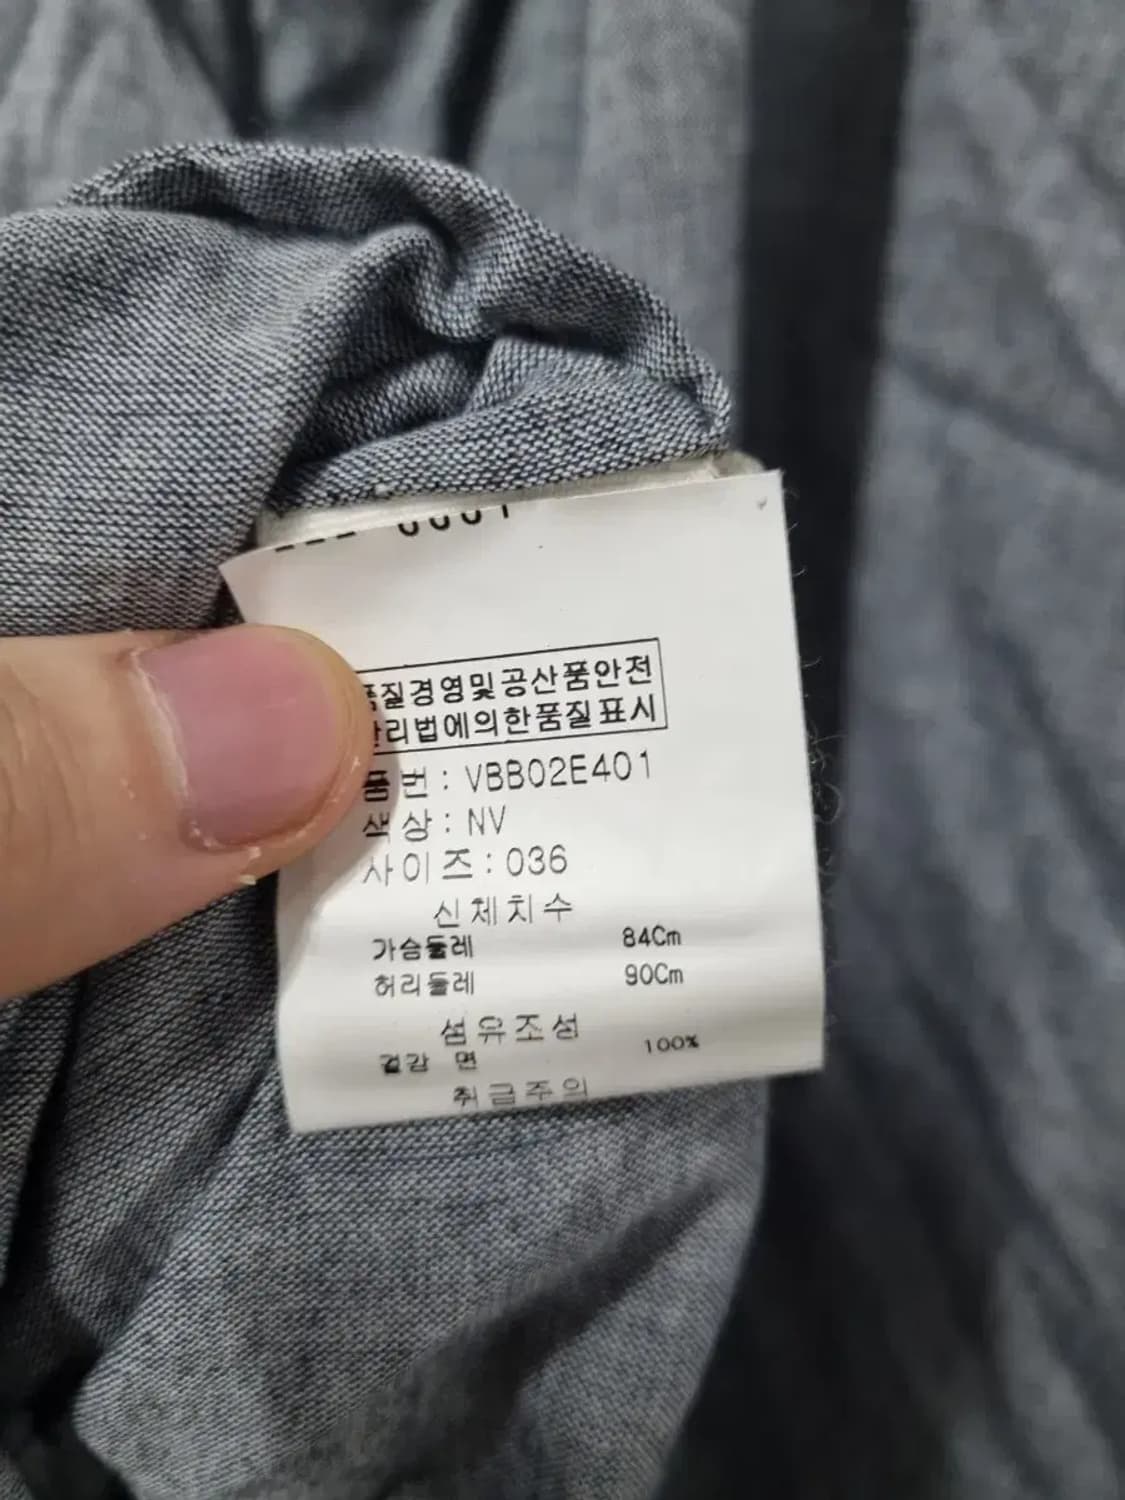 품질경영및공산품안전
관리법에의한품질표시
품 번 : VBB02E401
색 상 : NV
사 이 즈 : 036
신체치수
가슴둘레 84Cm
허리둘레 90Cm
섬유조성
겉감 면 100%
취급주의